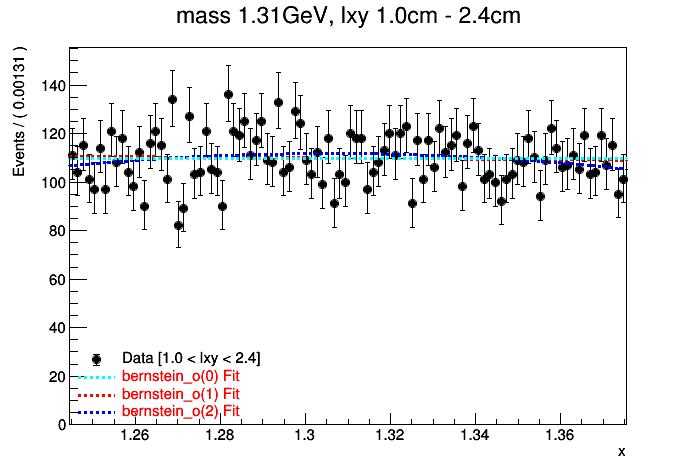 mass 1.31GeV, lxy 1.0cm - 2.4cm
Events / ( 0.00131 )
140
120
100
80
60
40
20
0
Data [1.0 < lxy < 2.4]
bernstein_o(0) Fit
bernstein_o(1) Fit
bernstein_o(2) Fit
1.26 1.28 1.3 1.32 1.34 1.36
x